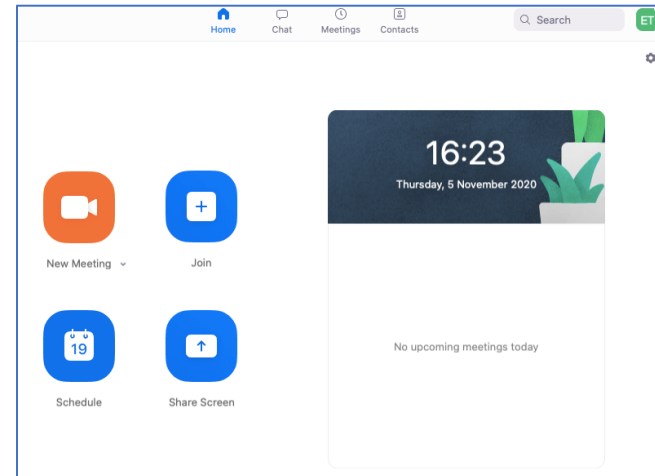 Home Chat Meetings Contacts Search ET
16:23
Thursday, 5 November 2020
New Meeting Join
19
Schedule Share Screen
No upcoming meetings today